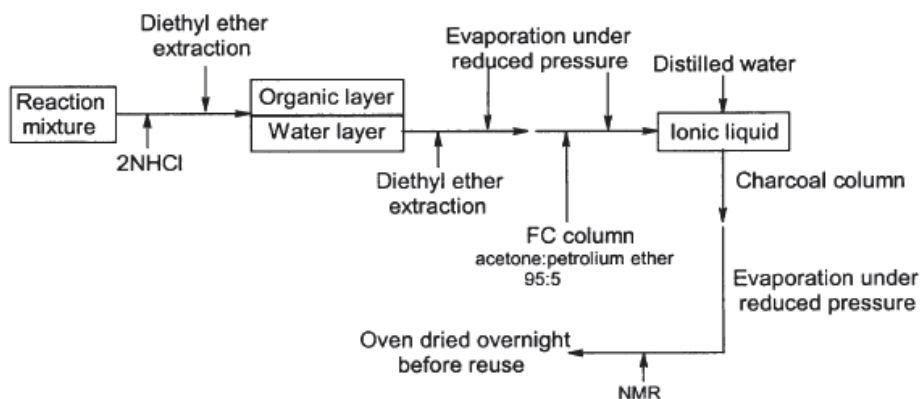 Diethyl ether
extraction
Evaporation under
reduced pressure
Distilled water
Reaction
mixture
Organic layer
Water layer
Ionic liquid
2NHCl
Diethyl ether
extraction
Charcoal column
FC column
acetone:petrolium ether
95:5
Evaporation under
reduced pressure
Oven dried overnight
before reuse
NMR